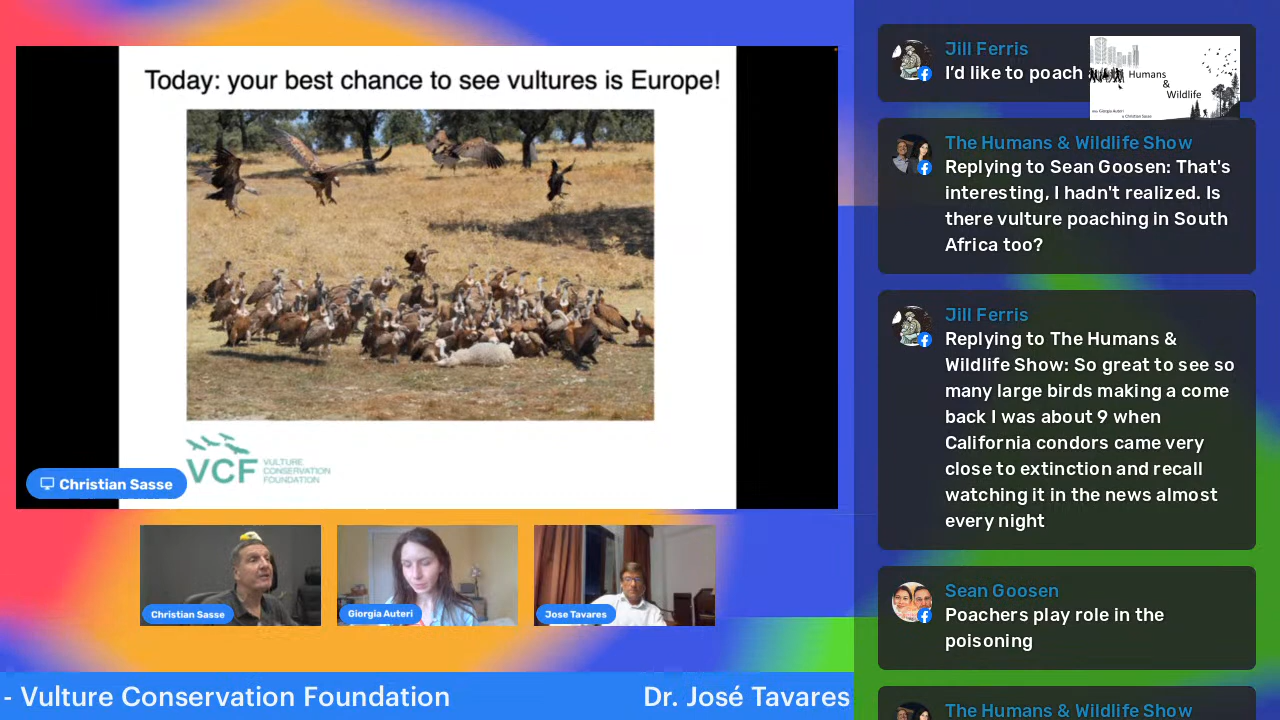 Today: your best chance to see vultures is Europe!
VCF
VULTURE
CONSERVATION
FOUNDATION
Christian Sasse
Christian Sasse
Giorgia Auteri
Jose Tavares
- Vulture Conservation Foundation
Dr. José Tavares
Jill Ferris
I'd like to poach
Humans
&
Wildlife
Giorgia Auteri
& Christian Sasse
The Humans & Wildlife Show
Replying to Sean Goosen: That's
interesting, I hadn't realized. Is
there vulture poaching in South
Africa too?
Jill Ferris
Replying to The Humans &
Wildlife Show: So great to see so
many large birds making a come
back I was about 9 when
California condors came very
close to extinction and recall
watching it in the news almost
every night
Sean Goosen
Poachers play role in the
poisoning
The Humans & Wildlife Show